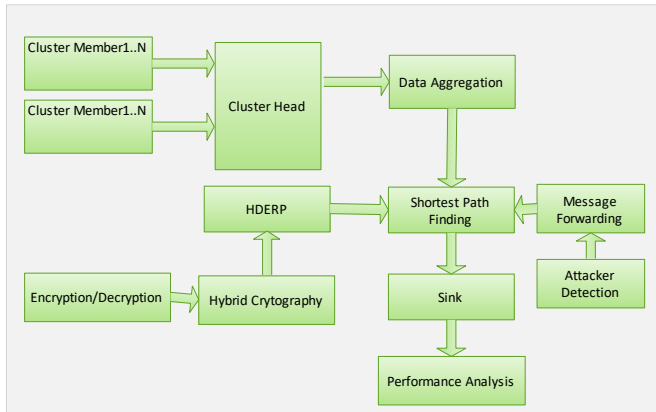 Cluster Member1..N
Cluster Member1..N
Cluster Head
Data Aggregation
HDERP
Shortest Path
Finding
Message
Forwarding
Encryption/Decryption
Hybrid Crytography
Sink
Attacker
Detection
Performance Analysis